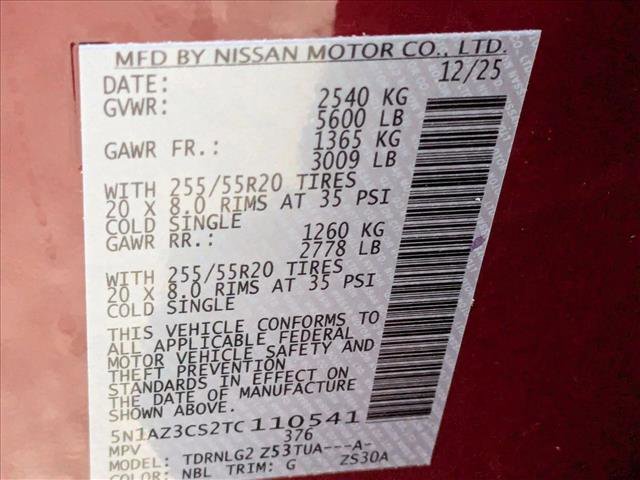 MFD BY NISSAN MOTOR CO., LTD.
DATE: 12/25
GVWR: 2540 KG
5600 LB
GAWR FR.: 1365 KG
3009 LB
WITH 255/55R20 TIRES
20 X 8.0 RIMS AT 35 PSI
COLD SINGLE
GAWR RR.: 1260 KG
2778 LB
WITH 255/55R20 TIRES
20 X 8.0 RIMS AT 35 PSI
COLD SINGLE
THIS VEHICLE CONFORMS TO
ALL APPLICABLE FEDERAL
MOTOR VEHICLE SAFETY AND
THEFT PREVENTION
STANDARDS IN EFFECT ON
THE DATE OF MANUFACTURE
SHOWN ABOVE.
5N1AZ3CS2TC110541
MPV 376
MODEL: TDRNLG2 Z53TUA---A-
COLOR: NBL TRIM: G ZS30A